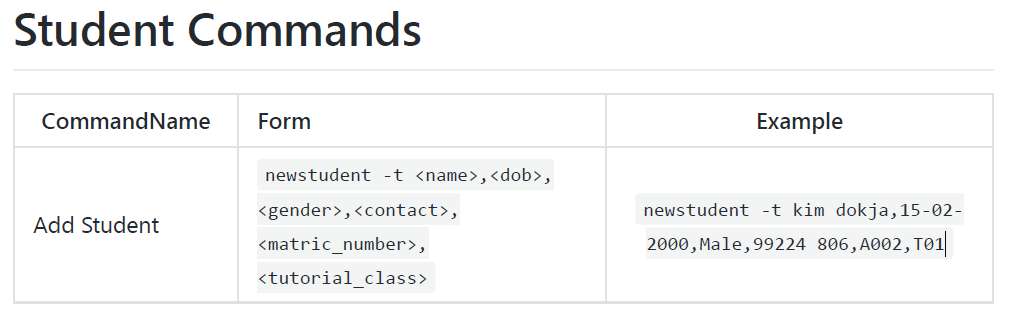 Student Commands
CommandName Form Example
Add Student
newstudent -t <name>,<dob>,
<gender>,<contact>,
<matric_number>,
<tutorial_class>
newstudent -t kim dokja,15-02-
2000,Male,99224 806,A002,T01